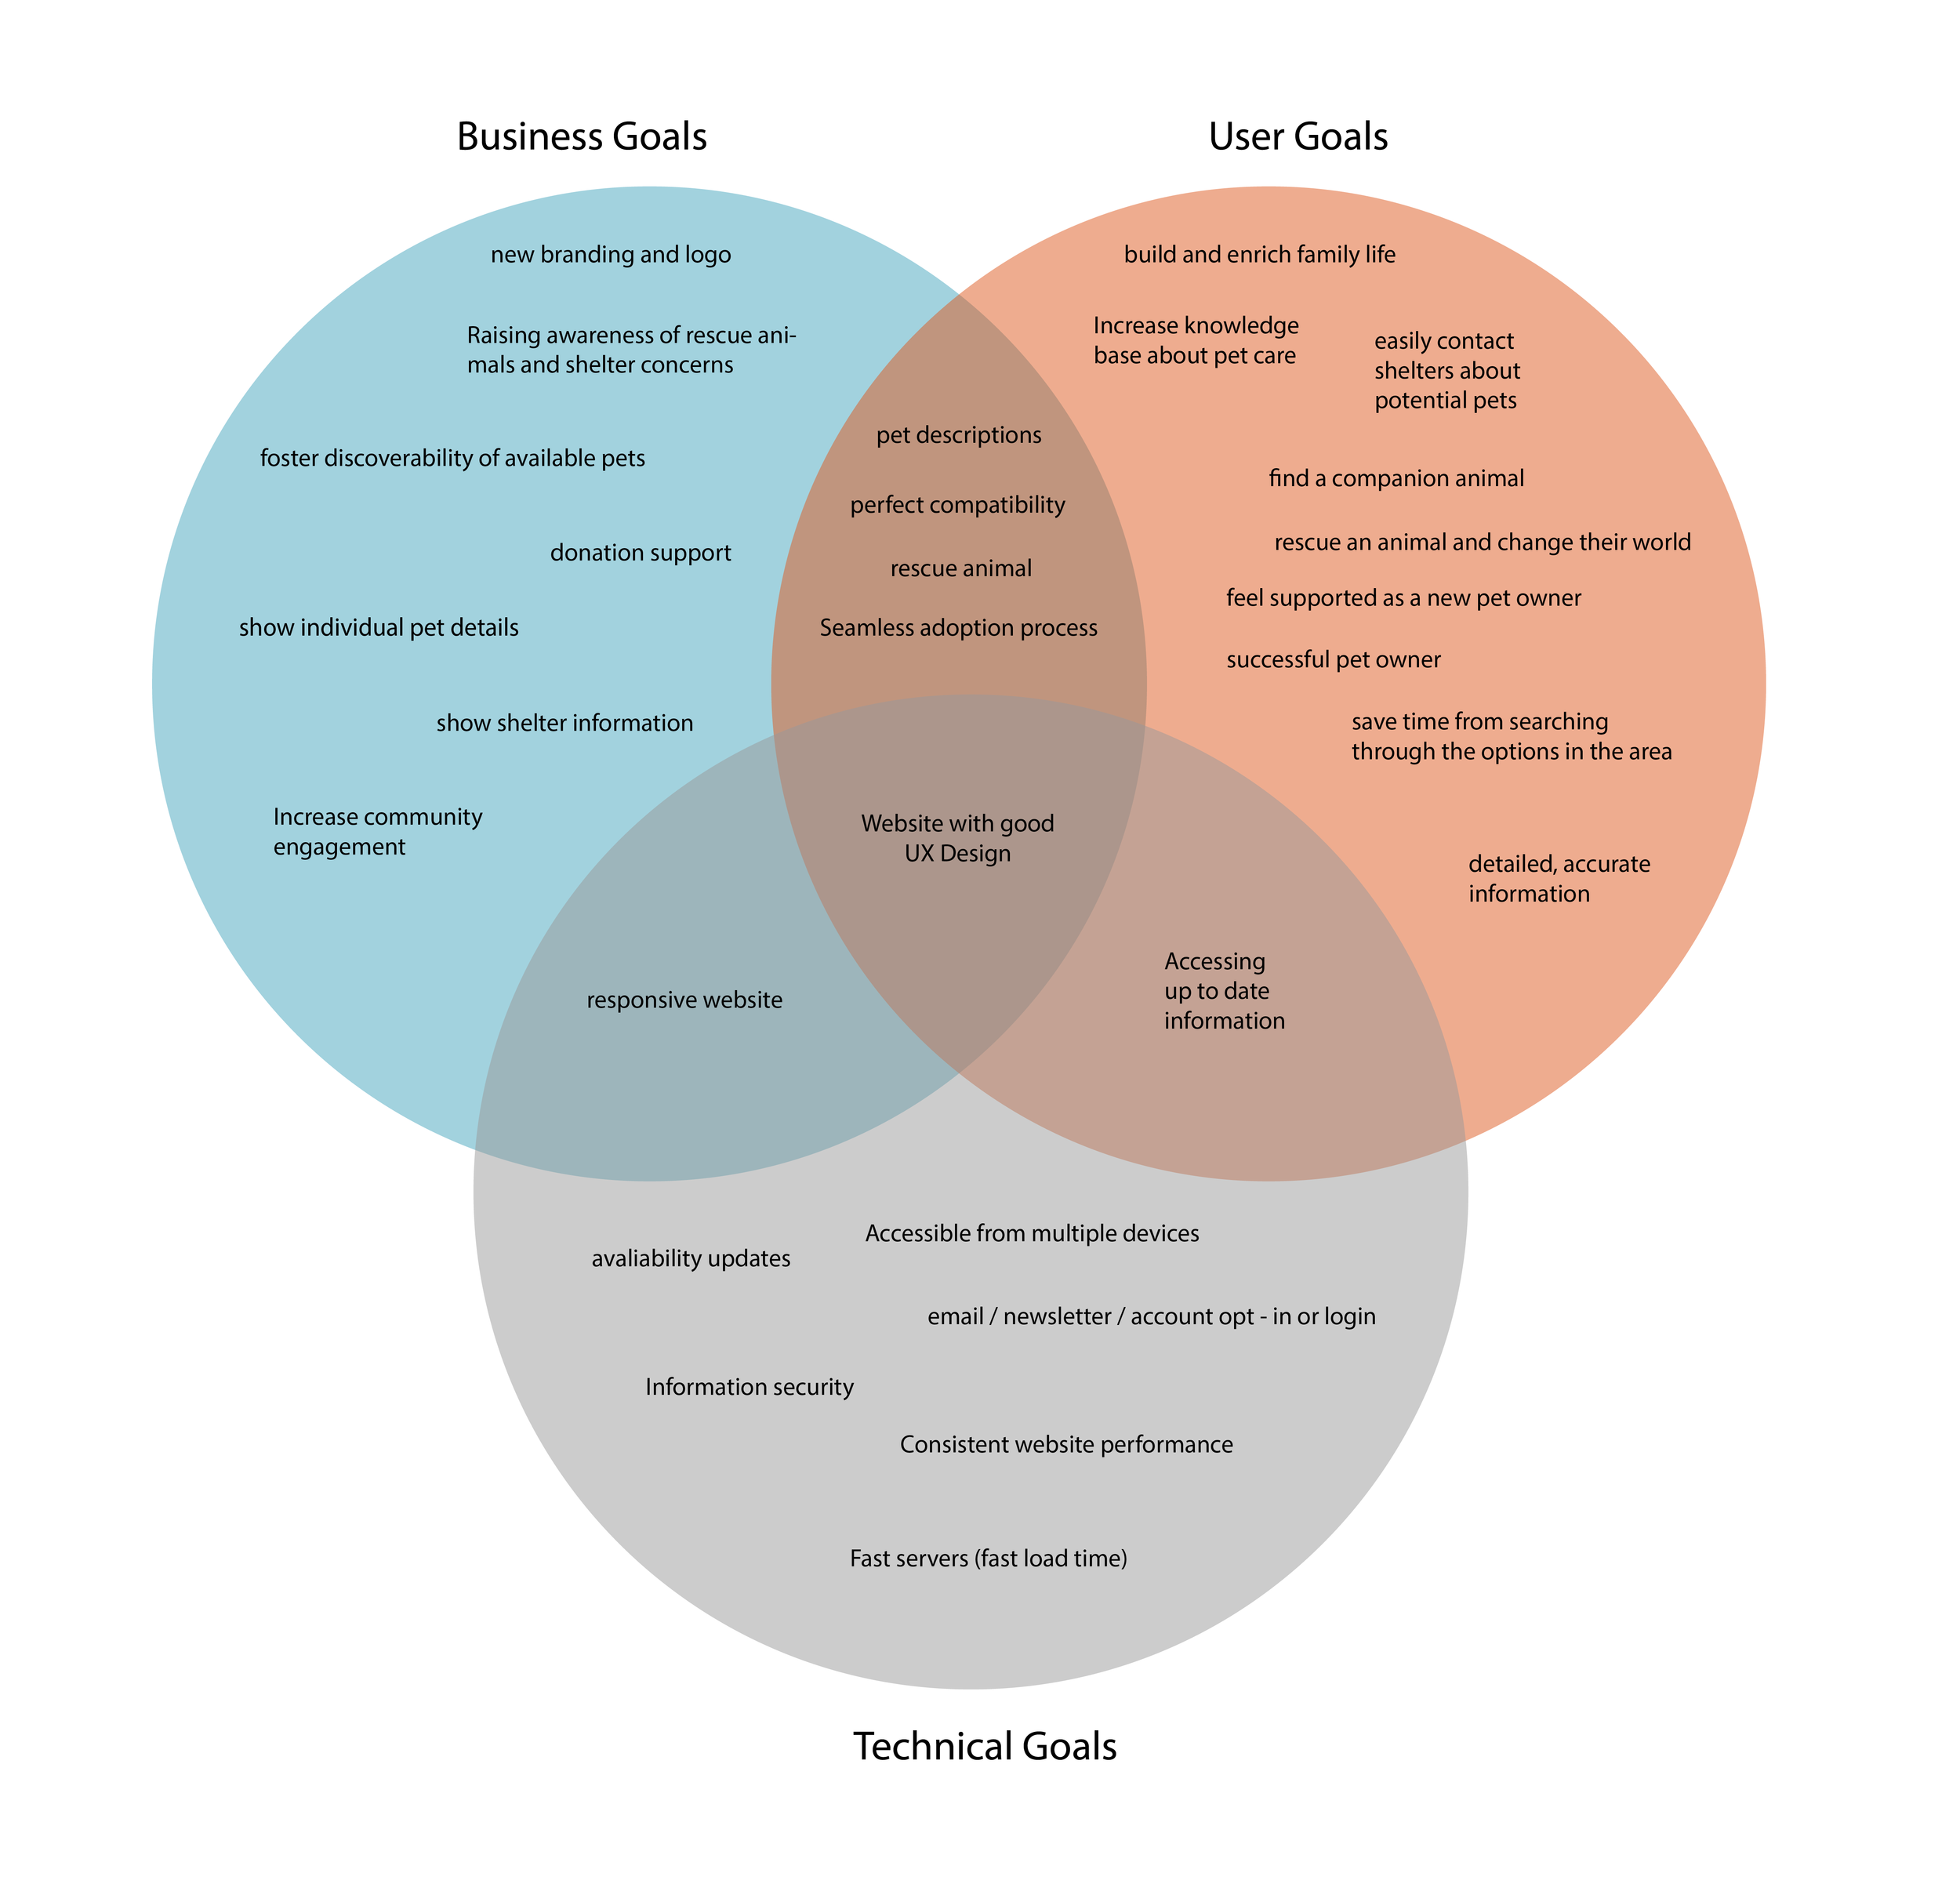 Business Goals
User Goals
new branding and logo
Raising awareness of rescue ani-
mals and shelter concerns
foster discoverability of available pets
donation support
show individual pet details
show shelter information
Increase community
engagement
pet descriptions
perfect compatibility
rescue animal
Seamless adoption process
build and enrich family life
Increase knowledge
base about pet care
easily contact
shelters about
potential pets
find a companion animal
rescue an animal and change their world
feel supported as a new pet owner
successful pet owner
save time from searching
through the options in the area
detailed, accurate
information
Website with good
UX Design
responsive website
Accessing
up to date
information
Accessible from multiple devices
avaliability updates
email / newsletter / account opt - in or login
Information security
Consistent website performance
Fast servers (fast load time)
Technical Goals